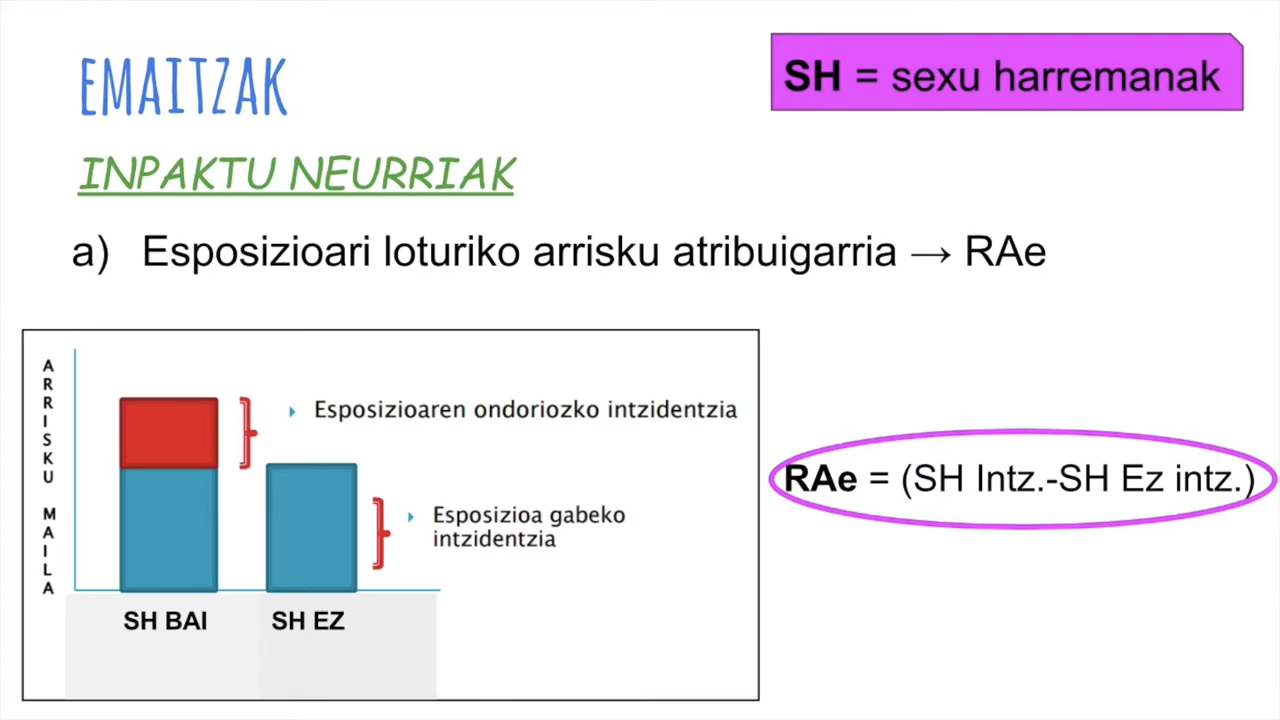 EMAITZAK
SH = sexu harremanak
INPAKTU NEURRIAK
a) Esposizioari loturiko arrisku atribuigarria → RAe
ARRISKU MAILA
Esposizioaren ondoriozko intzidentzia
Esposizioa gabeko
intzidentzia
SH BAI
SH EZ
RAe = (SH Intz.-SH Ez intz.)